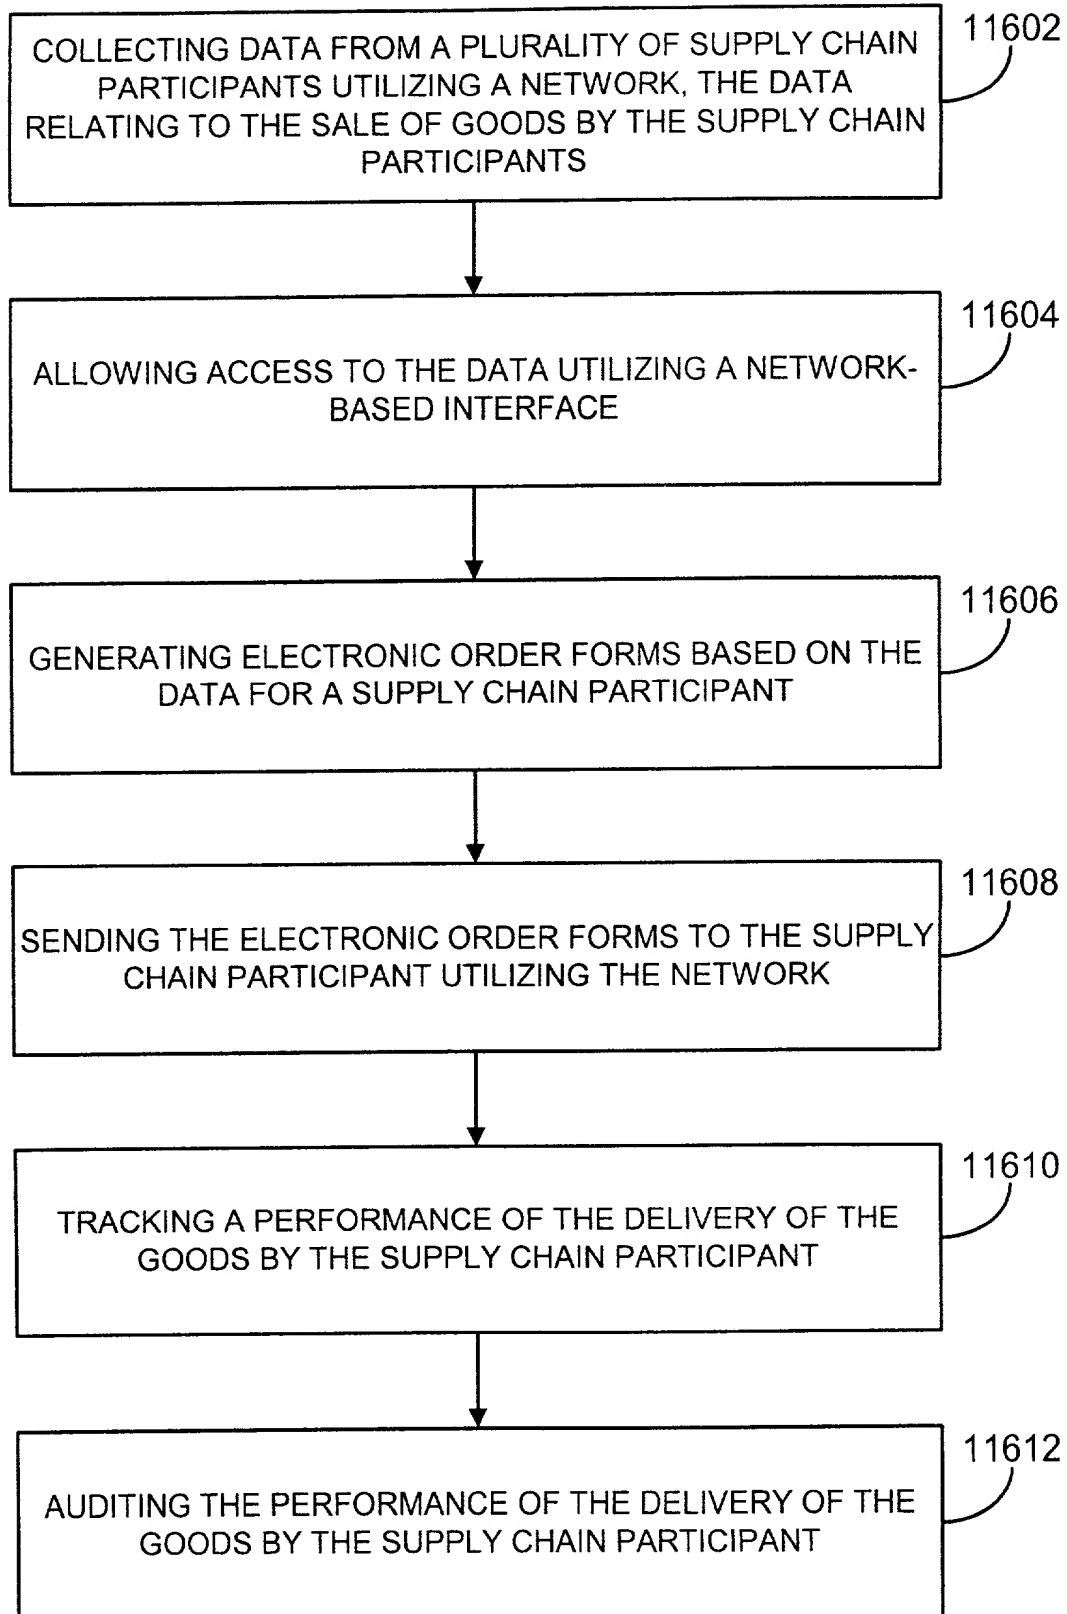 COLLECTING DATA FROM A PLURALITY OF SUPPLY CHAIN
PARTICIPANTS UTILIZING A NETWORK, THE DATA
RELATING TO THE SALE OF GOODS BY THE SUPPLY CHAIN
PARTICIPANTS
11602
ALLOWING ACCESS TO THE DATA UTILIZING A NETWORK-
BASED INTERFACE
11604
GENERATING ELECTRONIC ORDER FORMS BASED ON THE
DATA FOR A SUPPLY CHAIN PARTICIPANT
11606
SENDING THE ELECTRONIC ORDER FORMS TO THE SUPPLY
CHAIN PARTICIPANT UTILIZING THE NETWORK
11608
TRACKING A PERFORMANCE OF THE DELIVERY OF THE
GOODS BY THE SUPPLY CHAIN PARTICIPANT
11610
AUDITING THE PERFORMANCE OF THE DELIVERY OF THE
GOODS BY THE SUPPLY CHAIN PARTICIPANT
11612